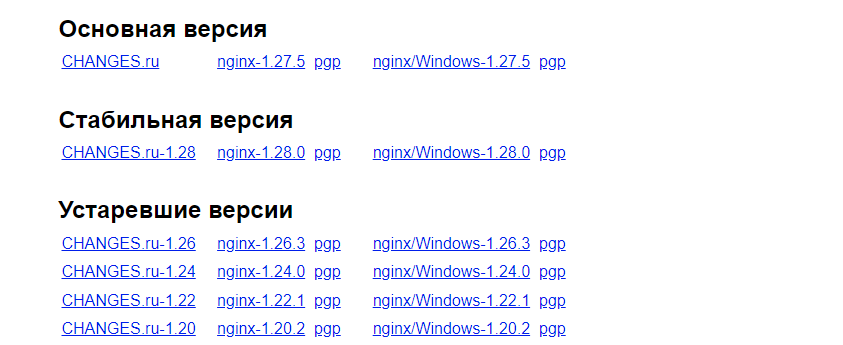 Основная версия
CHANGES.ru nginx-1.27.5 pgp nginx/Windows-1.27.5 pgp
Стабильная версия
CHANGES.ru-1.28 nginx-1.28.0 pgp nginx/Windows-1.28.0 pgp
Устаревшие версии
CHANGES.ru-1.26 nginx-1.26.3 pgp nginx/Windows-1.26.3 pgp
CHANGES.ru-1.24 nginx-1.24.0 pgp nginx/Windows-1.24.0 pgp
CHANGES.ru-1.22 nginx-1.22.1 pgp nginx/Windows-1.22.1 pgp
CHANGES.ru-1.20 nginx-1.20.2 pgp nginx/Windows-1.20.2 pgp